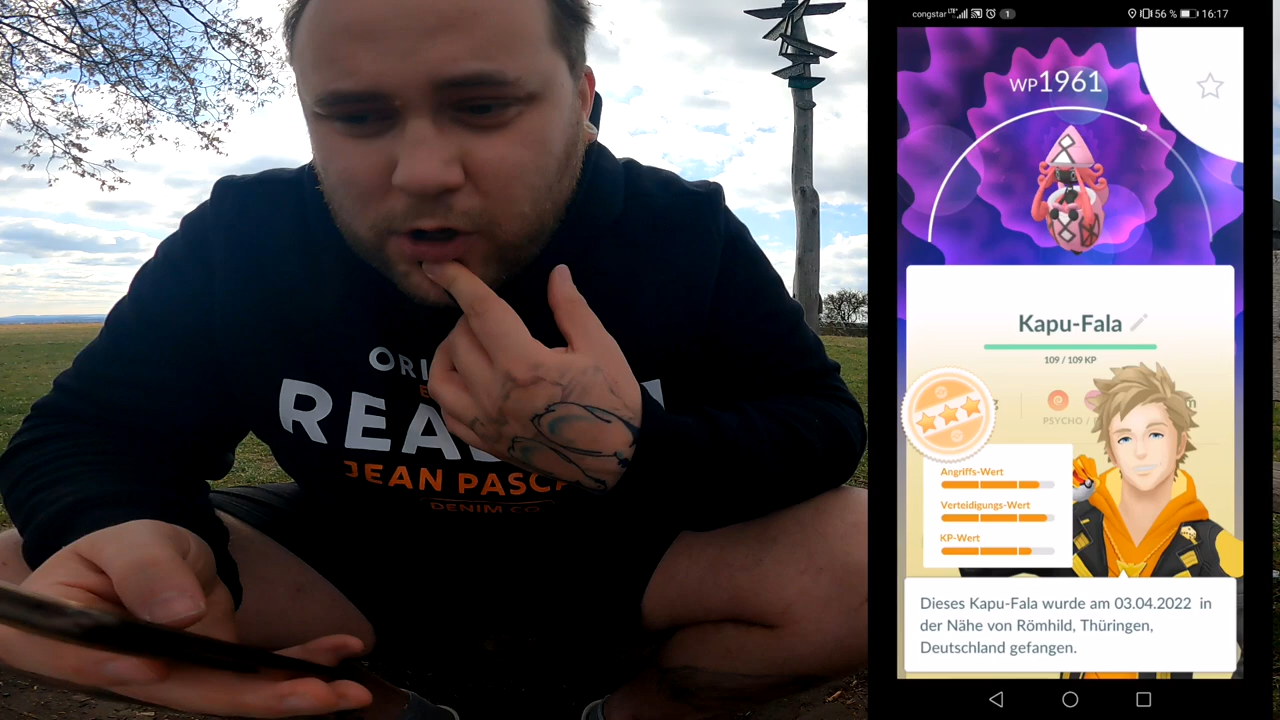 ORI
REA
JEAN PASCA
DENIM CO
congstar 1 56 % 16:17
WP1961
Kapu-Fala
109 / 109 KP
PSYCHO /
Angriffs-Wert
Verteidigungs-Wert
KP-Wert
Dieses Kapu-Fala wurde am 03.04.2022 in
der Nähe von Römhild, Thüringen,
Deutschland gefangen.